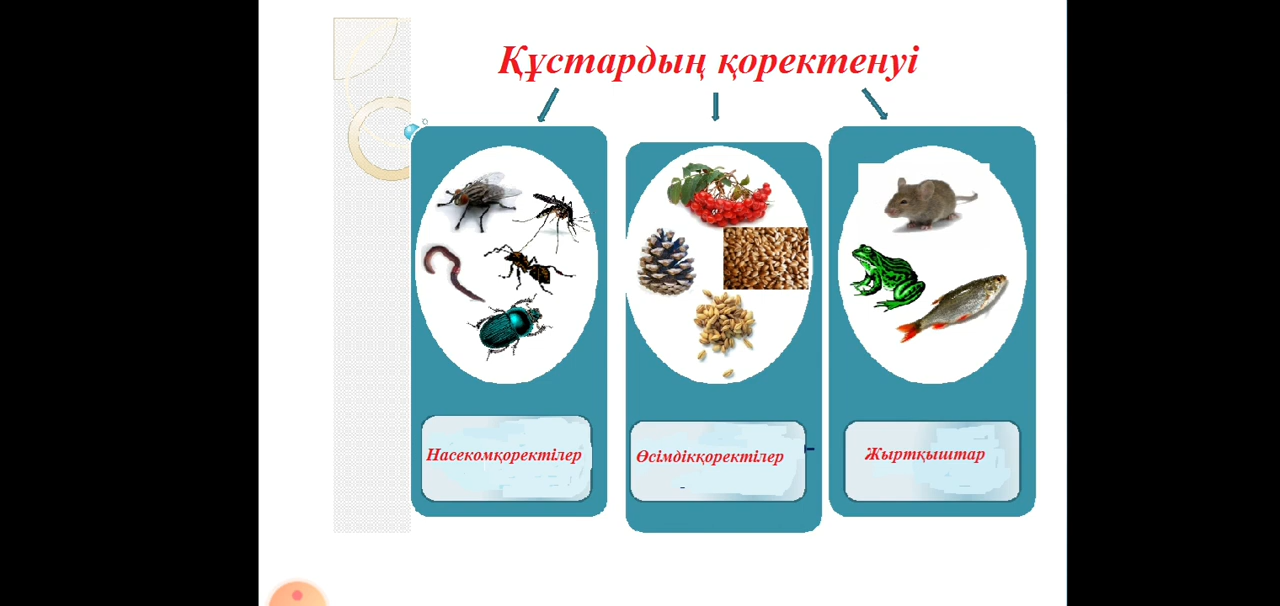 Құстардың қоректенуі
Насекомқоректілер
Өсімдікқоректілер
Жыртқыштар